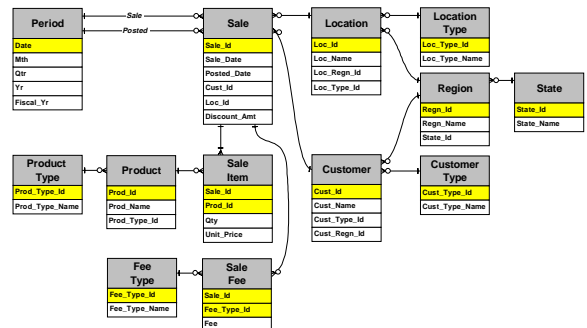 Period
Date
Mth
Qtr
Yr
Fiscal_Yr
Sale
Posted
Sale
Sale_Id
Sale_Date
Posted_Date
Cust_Id
Loc_Id
Discount_Amt
Location
Loc_Id
Loc_Name
Loc_Regn_Id
Loc_Type_Id
Location
Type
Loc_Type_Id
Loc_Type_Name
Region
Regn_Id
Regn_Name
State_Id
State
State_Id
State_Name
Product
Type
Prod_Type_Id
Prod_Type_Name
Product
Prod_Id
Prod_Name
Prod_Type_Id
Sale
Item
Sale_Id
Prod_Id
Qty
Unit_Price
Customer
Cust_Id
Cust_Name
Cust_Type_Id
Cust_Regn_Id
Customer
Type
Cust_Type_Id
Cust_Type_Name
Fee
Type
Fee_Type_Id
Fee_Type_Name
Sale
Fee
Sale_Id
Fee_Type_Id
Fee